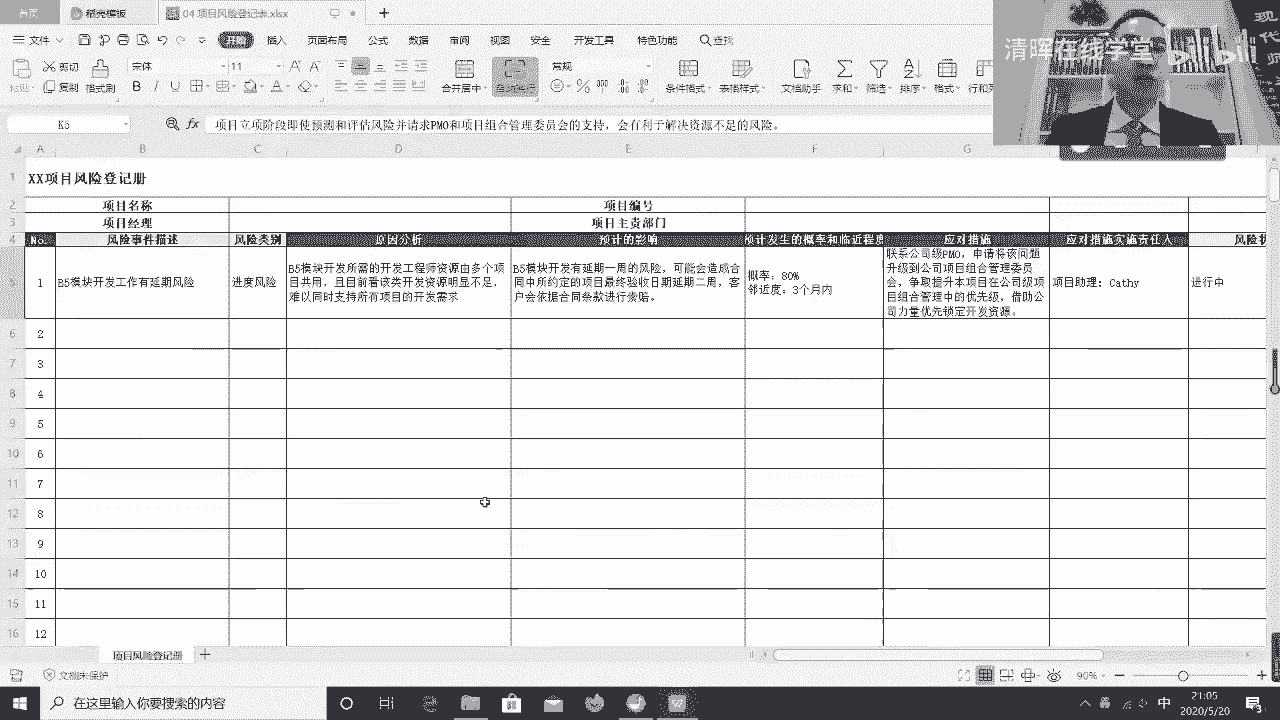 首页 稻壳模板 04 项目风险登记册.xlsx
文件 开始 插入 页面布局 公式 数据 审阅 视图 安全 开发工具 特色功能 查找
粘贴 剪切 复制 格式刷 宋体 11 合并居中 自动换行 常规 条件格式 表格样式 文档助手 求和 筛选 排序 格式 行和列
清晖在线学堂 bilibili
现代
K5 fx 项目立项阶段即使预测和评估风险并请求PMO和项目组合管理委员会的支持,会有利于解决资源不足的风险。
A B C D E F G
1 XX项目风险登记册
2 项目名称 项目编号
3 项目经理 项目主责部门
4 No. 风险事件描述 风险类别 原因分析 预计的影响 预计发生的概率和临近程度 应对措施 应对措施实施责任人 风险状
1 B5模块开发工作有延期风险 进度风险
B5模块开发所需的开发工程师资源由多个项
目共用,且目前看该类开发资源明显不足,
难以同时支持所有项目的开发需求
B5模块开发有延期一周的风险,可能会造成合
同中所约定的项目最终验收日期延期二周,客
户会依据合同条款进行索赔。
概率:80%
邻近度:3个月内
联系公司级PMO,申请将该问题
升级到公司项目组合管理委员
会,争取提升本项目在公司级项
目组合管理中的优先级,借助公
司力量优先锁定开发资源。
项目助理:Cathy
进行中
6 2
7 3
8 4
9 5
10 6
11 7
12 8
13 9
14 10
15 11
16 12
项目风险登记册
文档未保护 90%
在这里输入你要搜索的内容 中 21:05
2020/5/20